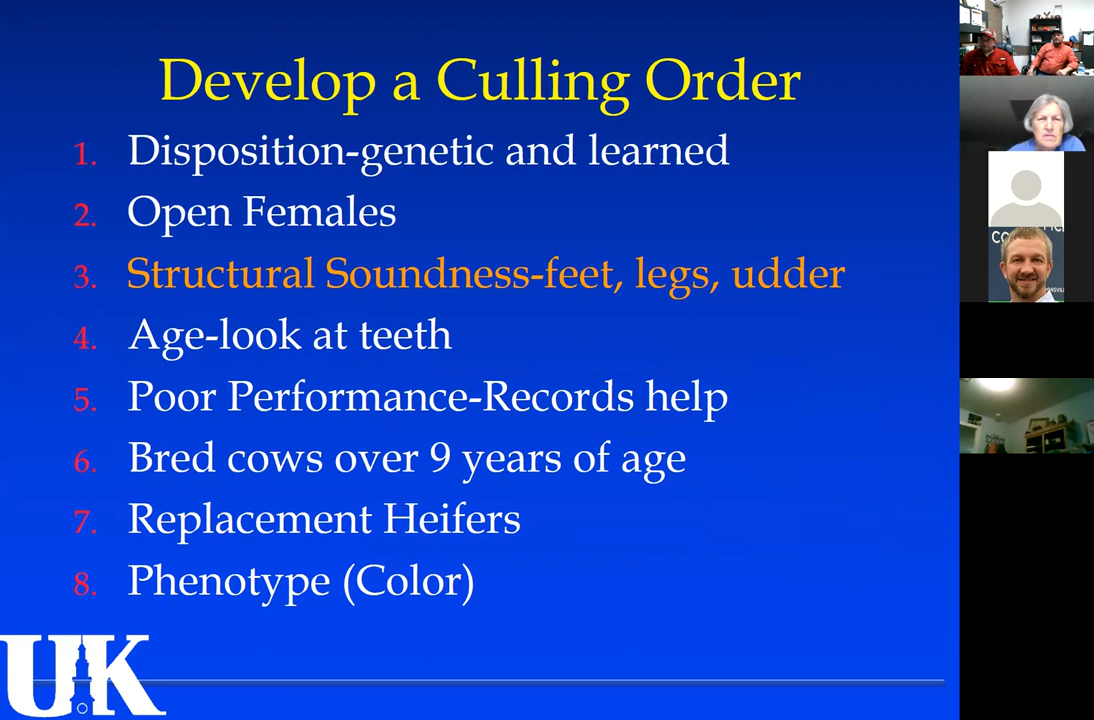 Develop a Culling Order
1. Disposition-genetic and learned
2. Open Females
3. Structural Soundness-feet, legs, udder
4. Age-look at teeth
5. Poor Performance-Records help
6. Bred cows over 9 years of age
7. Replacement Heifers
8. Phenotype (Color)
UK